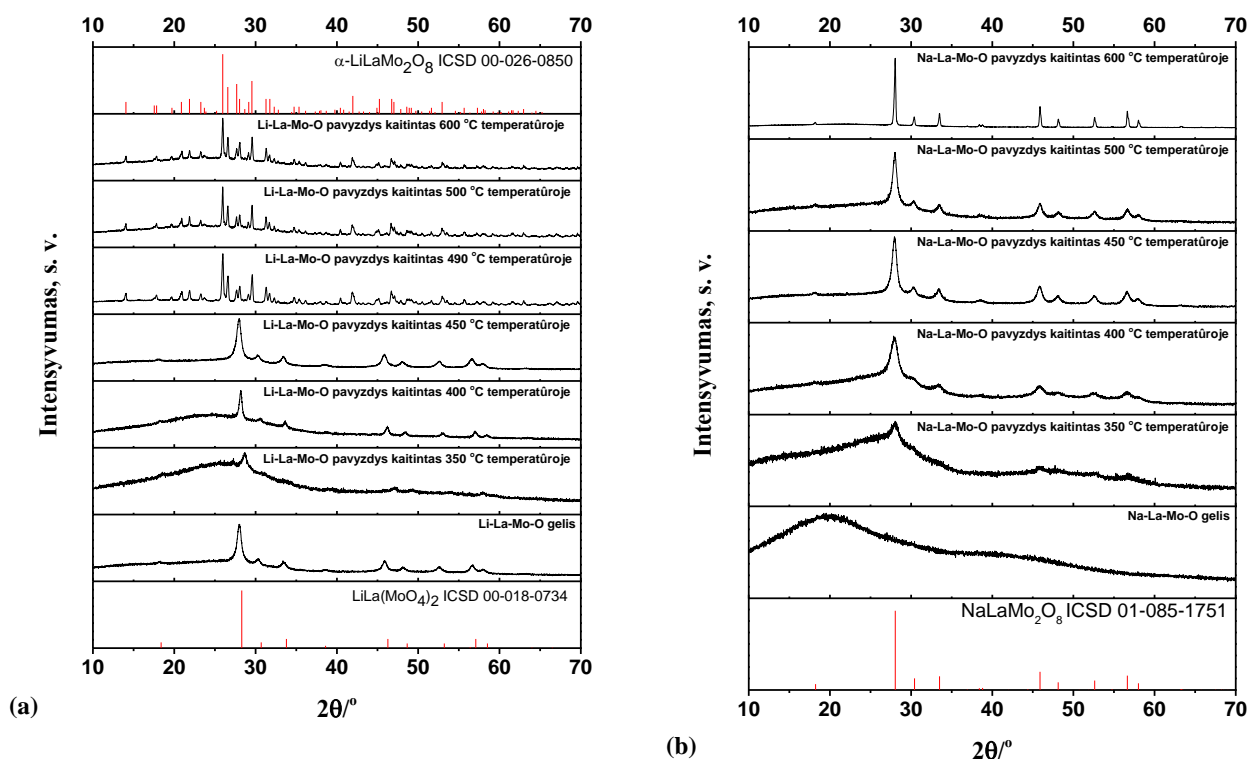 10 20 30 40 50 60 70
α-LiLaMo₂O₈ ICSD 00-026-0850
Li-La-Mo-O pavyzdys kaitintas 600 °C temperatûroje
Li-La-Mo-O pavyzdys kaitintas 500 °C temperatûroje
Li-La-Mo-O pavyzdys kaitintas 490 °C temperatûroje
Li-La-Mo-O pavyzdys kaitintas 450 °C temperatûroje
Li-La-Mo-O pavyzdys kaitintas 400 °C temperatûroje
Li-La-Mo-O pavyzdys kaitintas 350 °C temperatûroje
Li-La-Mo-O gelis
LiLa(MoO₄)₂ ICSD 00-018-0734
10 20 30 40 50 60 70
Intensyvumas, s. v.
2θ/°
(a)
10 20 30 40 50 60 70
Na-La-Mo-O pavyzdys kaitintas 600 °C temperatûroje
Na-La-Mo-O pavyzdys kaitintas 500 °C temperatûroje
Na-La-Mo-O pavyzdys kaitintas 450 °C temperatûroje
Na-La-Mo-O pavyzdys kaitintas 400 °C temperatûroje
Na-La-Mo-O pavyzdys kaitintas 350 °C temperatûroje
Na-La-Mo-O gelis
NaLaMo₂O₈ ICSD 01-085-1751
10 20 30 40 50 60 70
Intensyvumas, s. v.
2θ/°
(b)